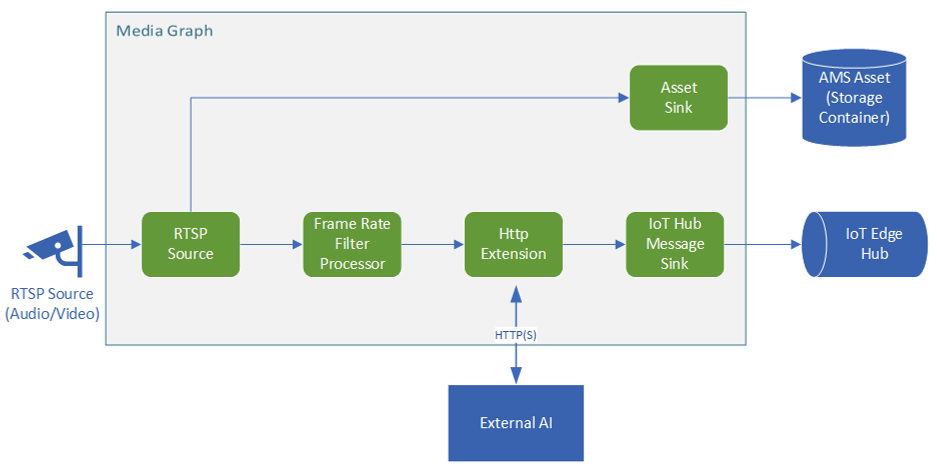 Media Graph
Asset
Sink
AMS Asset
(Storage
Container)
RTSP Source
(Audio/Video)
RTSP
Source
Frame Rate
Filter
Processor
Http
Extension
IoT Hub
Message
Sink
IoT Edge
Hub
HTTP(S)
External AI